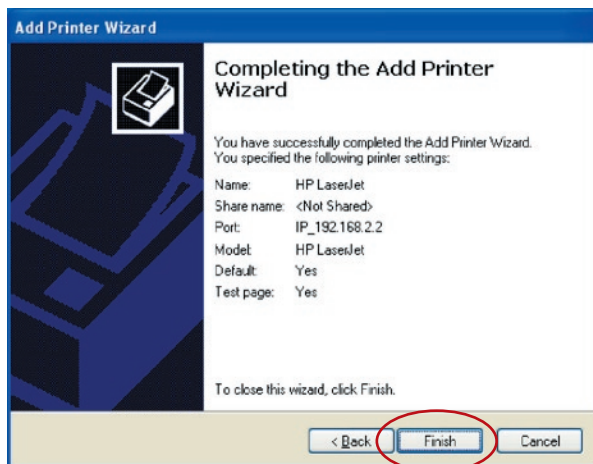 Add Printer Wizard
Completing the Add Printer
Wizard
You have successfully completed the Add Printer Wizard.
You specified the following printer settings:
Name: HP LaserJet
Share name: <Not Shared>
Port: IP_192.168.2.2
Model: HP LaserJet
Default: Yes
Test page: Yes
To close this wizard, click Finish.
< Back Finish Cancel